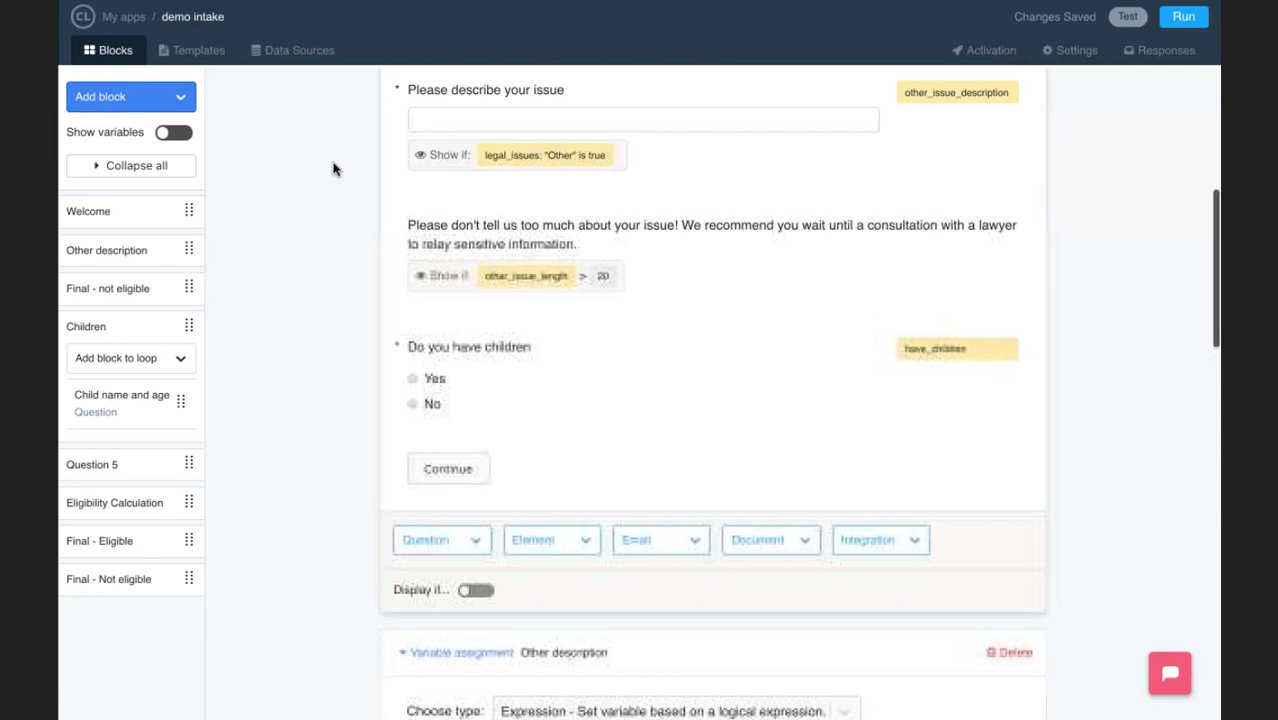 CL My apps / demo intake Changes Saved Test Run
Blocks Templates Data Sources Activation Settings Responses
Add block
Show variables
Collapse all
Welcome
Other description
Final - not eligible
Children
Add block to loop
Child name and age
Question
Question 5
Eligibility Calculation
Final - Eligible
Final - Not eligible
* Please describe your issue other_issue_description
Show if: legal_issues: "Other" is true
Please don't tell us too much about your issue! We recommend you wait until a consultation with a lawyer
to relay sensitive information.
Show if other_issue_length > 20
* Do you have children have_children
Yes
No
Continue
Question Element Email Document Integration
Display if...
Variable assignment Other description Delete
Choose type: Expression - Set variable based on a logical expression.